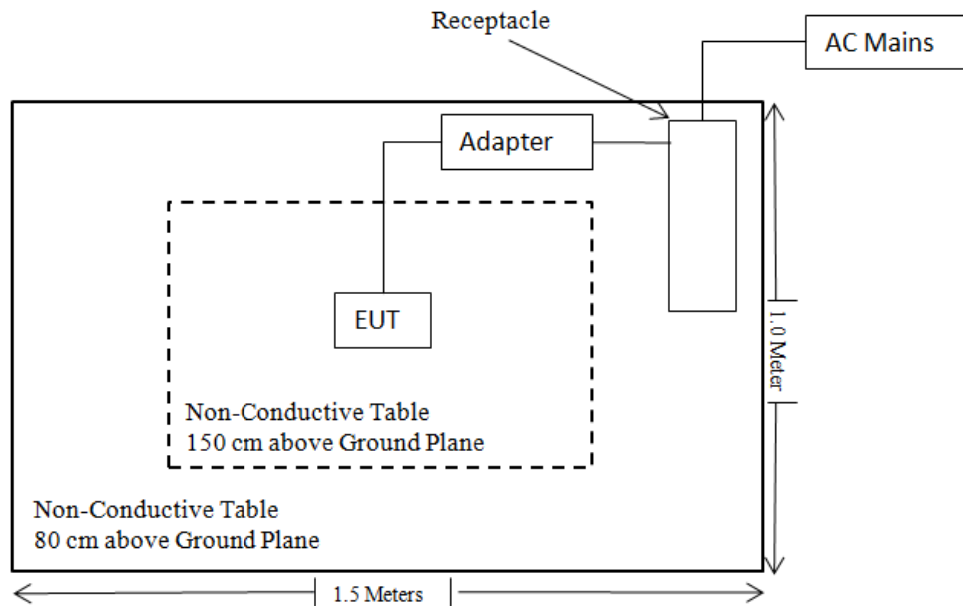 Receptacle
AC Mains
Adapter
EUT
Non-Conductive Table
150 cm above Ground Plane
1.0 Meter
Non-Conductive Table
80 cm above Ground Plane
1.5 Meters